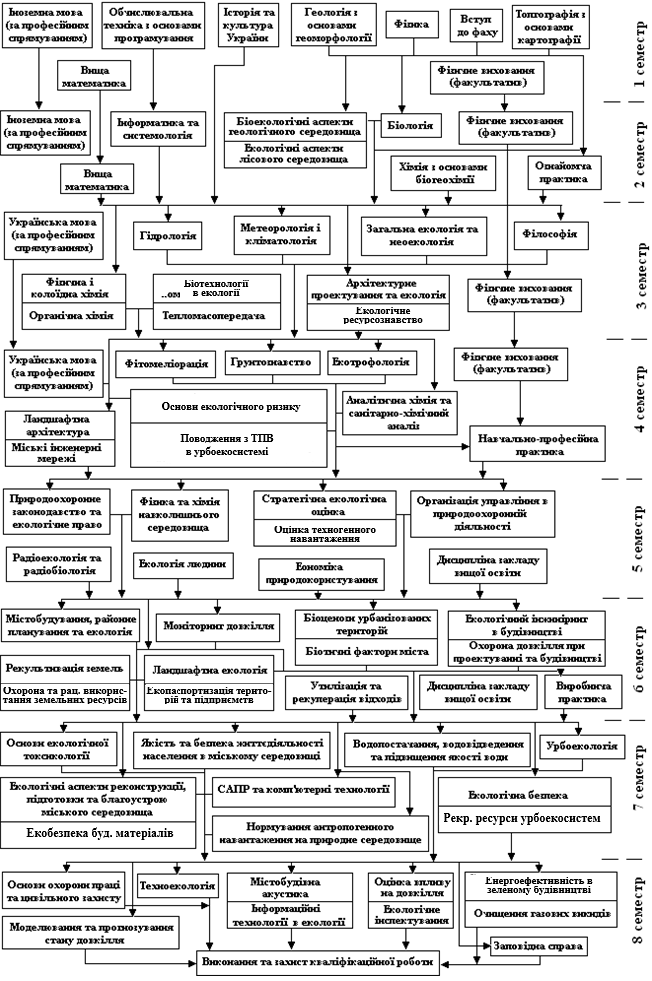 Іноземна мова
(за професійним
спрямуванням)
Обчислювальна
техніка з основами
програмування
Історія та
культура
України
Геологія з
основами
геоморфології
Фізика
Вступ
до фаху
Топографія з
основами
картографії
Вища
математика
Фізичне виховання
(факультатив)
1 семестр
Іноземна мова
(за професійним
спрямуванням)
Інформатика та
системологія
Біоекологічні аспекти
геологічного середовища
Екологічні аспекти
лісового середовища
Біологія
Фізичне виховання
(факультатив)
Вища
математика
Хімія з основами
біогеохімії
Ознайомча
практика
2 семестр
Українська мова
(за професійним
спрямуванням)
Гідрологія
Метеорологія і
кліматологія
Загальна екологія та
неоекологія
Філософія
Фізична і
колоїдна хімія
Органічна хімія
Біотехнології
в екології
Тепломасопередача
Архітектурне
проектування та екологія
Екологічне
ресурсознавство
Фізичне виховання
(факультатив)
3 семестр
Українська мова
(за професійним
спрямуванням)
Фітомеліорація
Грунтознавство
Екотрофологія
Фізичне виховання
(факультатив)
Ландшафтна
архітектура
Міські інженерні
мережі
Основи екологічного ризику
Поводження з ТПВ
в урбоекосистемі
Аналітична хімія та
санітарно-хімічний
аналіз
Навчально-професійна
практика
4 семестр
Природоохоронне
законодавство та
екологічне право
Фізика та хімія
навколишнього
середовища
Стратегічна екологічна
оцінка
Оцінка техногенного
навантаження
Організація управління в
природоохоронній
діяльності
Радіоекологія та
радіобіологія
Екологія людини
Економіка
природокористування
Дисципліна закладу
вищої освіти
5 семестр
Містобудування, районне
планування та екологія
Моніторинг довкілля
Біоценози урбанізованих
територій
Біотичні фактори міста
Екологічний інжиніринг
в будівництві
Охорона довкілля при
проектуванні та будівництві
Рекультивація земель
Охорона та рац. викорис-
тання земельних ресурсів
Ландшафтна екологія
Екопаспортизація терито-
рій та підприємств
Утилізація та
рекуперація відходів
Дисципліна закладу
вищої освіти
Виробнича
практика
6 семестр
Основи екологічної
токсикології
Якість та безпека життєдіяльності
населення в міському середовищі
Водопостачання, водовідведення
та підвищення якості води
Урбоекологія
Екологічні аспекти реконструкції,
підготовки та благоустрою
міського середовища
Екобезпека буд. матеріалів
САПР та комп'ютерні технології
Нормування антропогенного
навантаження на природне середовище
Екологічна безпека
Рекр. ресурси урбоекосистем
7 семестр
Основи охорони праці
та цивільного захисту
Техноекологія
Містобудівна
акустика
Інформаційні
технології в екології
Оцінка впливу
на довкілля
Екологічне
інспектування
Енергоефективність в
зеленому будівництві
Очищення газових викидів
Моделювання та прогнозування
стану довкілля
Заповідна справа
Виконання та захист кваліфікаційної роботи
8 семестр